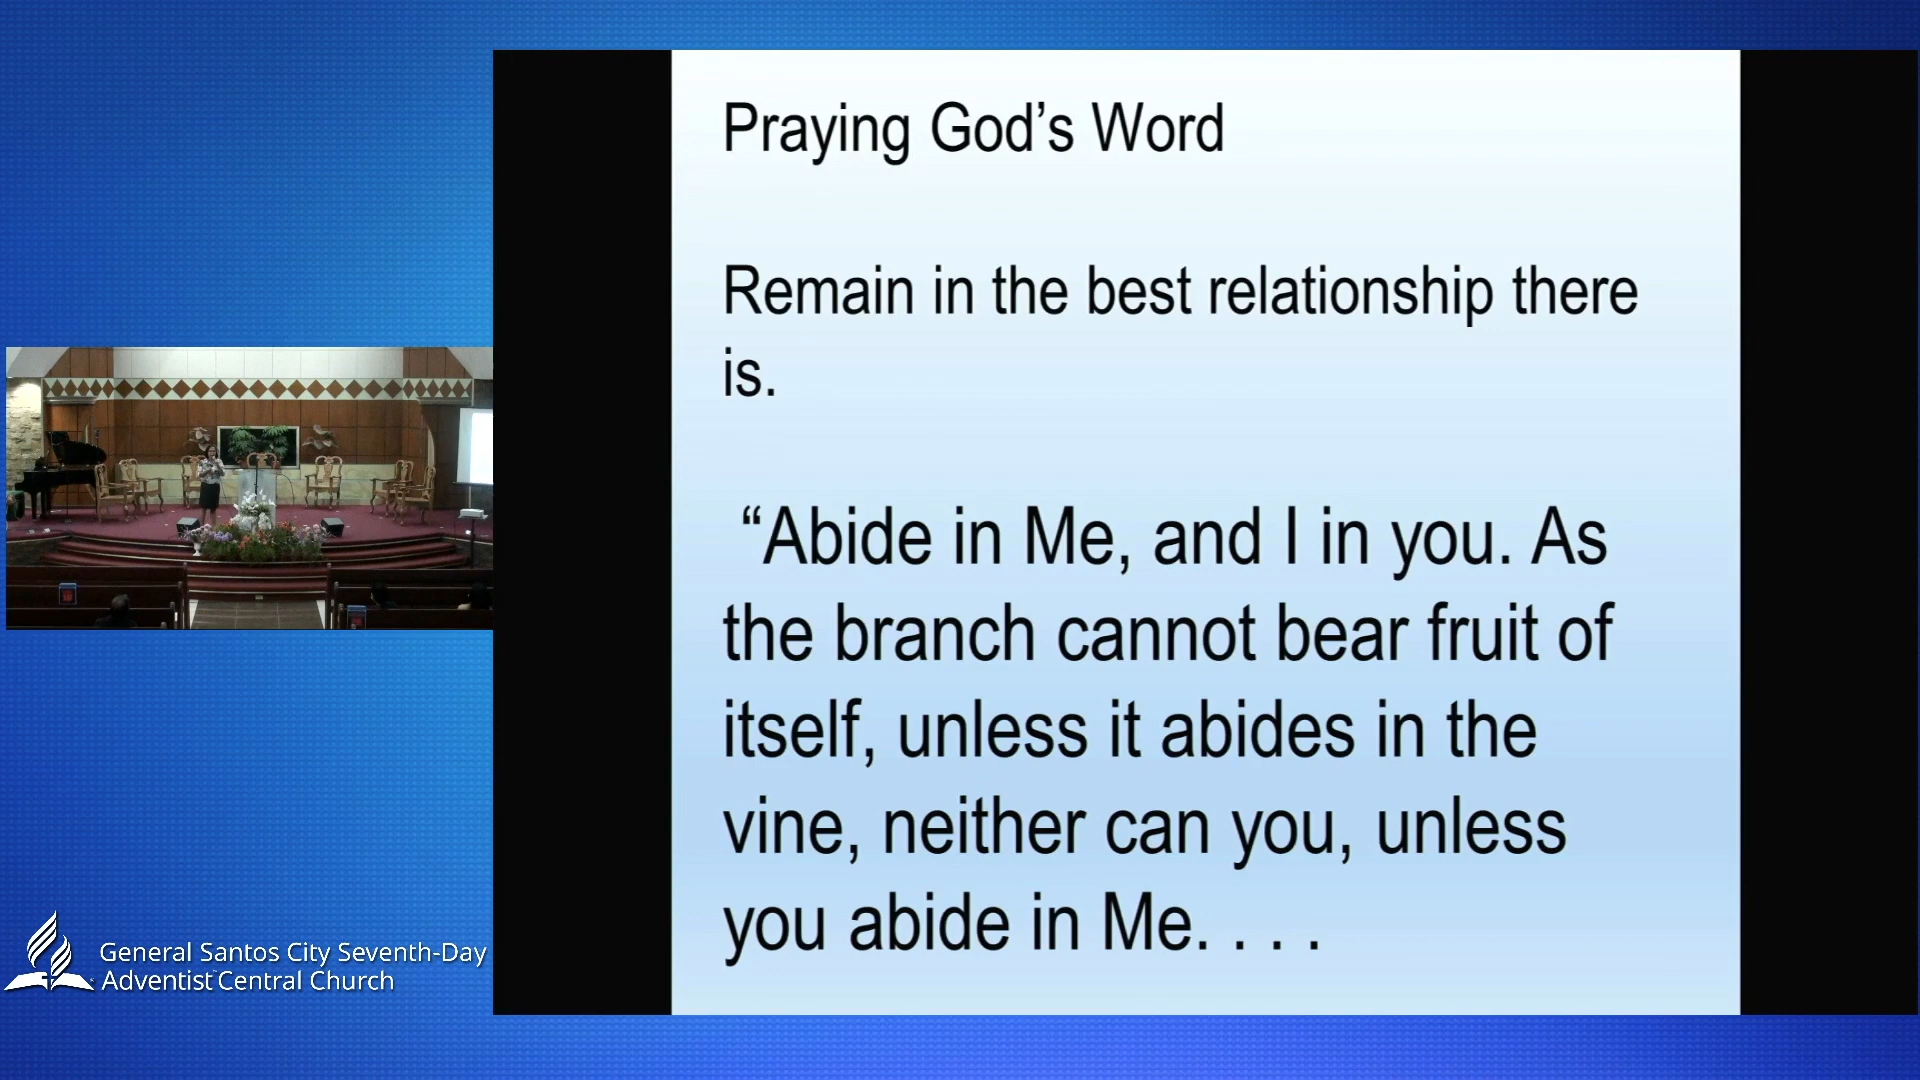 Praying God’s Word
Remain in the best relationship there
is.
“Abide in Me, and I in you. As
the branch cannot bear fruit of
itself, unless it abides in the
vine, neither can you, unless
you abide in Me. . . .
General Santos City Seventh-Day
Adventist Central Church